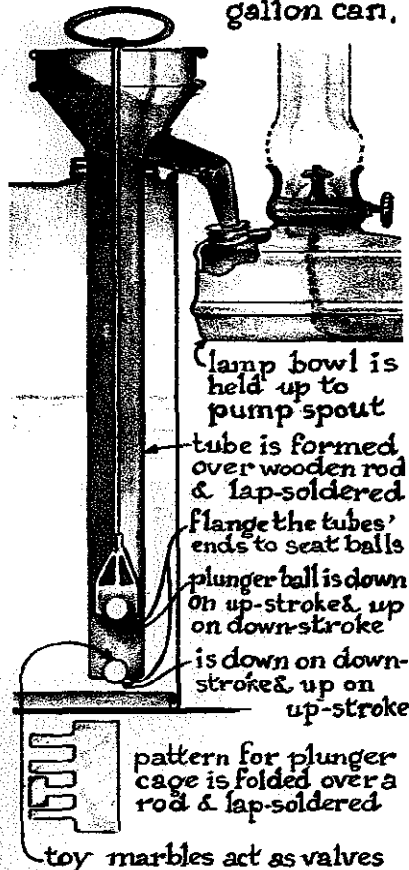 gallon can.
lamp bowl is
held up to
pump spout
tube is formed
over wooden rod
& lap-soldered
flange the tubes'
ends to seat balls
plunger ball is down
on up-stroke & up
on down-stroke
is down on down-
stroke & up on
up-stroke
pattern for plunger
cage is folded over a
rod & lap-soldered
toy marbles act as valves